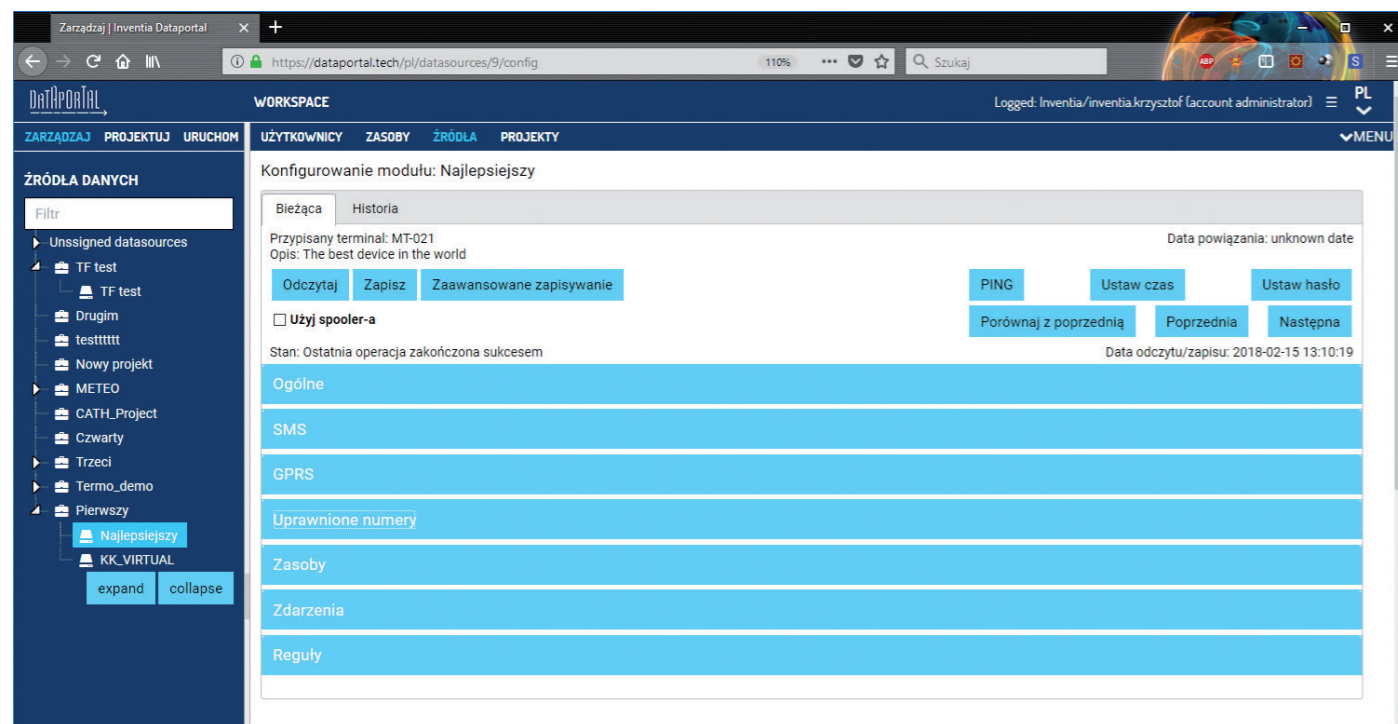 Zarządzaj | Inventia Dataportal
https://dataportal.tech/pl/datasources/9/config
110%
Szukaj
ABP
S
DATAPORTAL
WORKSPACE
Logged: Inventia/inventia.krzysztof (account administrator)
PL
ZARZĄDZAJ PROJEKTUJ URUCHOM
UŻYTKOWNICY ZASOBY ŹRÓDŁA PROJEKTY
MENU
ŹRÓDŁA DANYCH
Filtr
Unssigned datasources
TF test
TF test
Drugim
testttttt
Nowy projekt
METEO
CATH_Project
Czwarty
Trzeci
Termo_demo
Pierwszy
Najlepsiejszy
KK_VIRTUAL
expand collapse
Konfigurowanie modułu: Najlepsiejszy
Bieżąca Historia
Przypisany terminal: MT-021
Data powiązania: unknown date
Opis: The best device in the world
Odczytaj Zapisz Zaawansowane zapisywanie PING Ustaw czas Ustaw hasło
Użyj spooler-a
Porównaj z poprzednią Poprzednia Następna
Stan: Ostatnia operacja zakończona sukcesem
Data odczytu/zapisu: 2018-02-15 13:10:19
Ogólne
SMS
GPRS
Uprawnione numery
Zasoby
Zdarzenia
Reguły